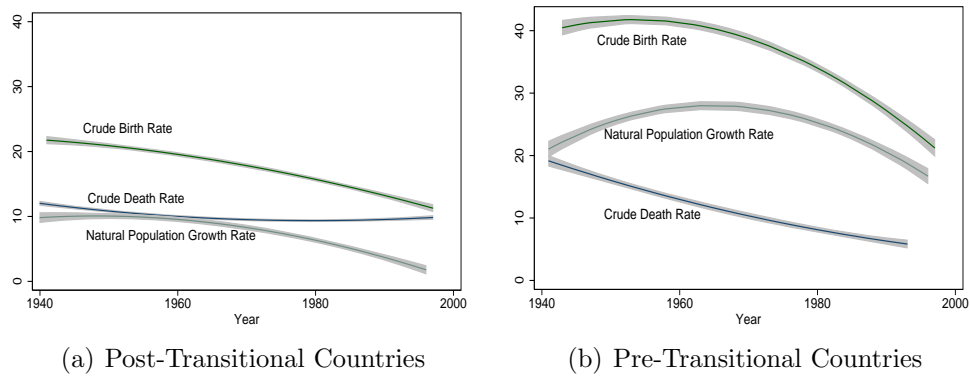 40
30
20
10
0
Crude Birth Rate
Crude Death Rate
Natural Population Growth Rate
1940 1960 1980 2000
Year
(a) Post-Transitional Countries
40
30
20
10
0
Crude Birth Rate
Natural Population Growth Rate
Crude Death Rate
1940 1960 1980 2000
Year
(b) Pre-Transitional Countries